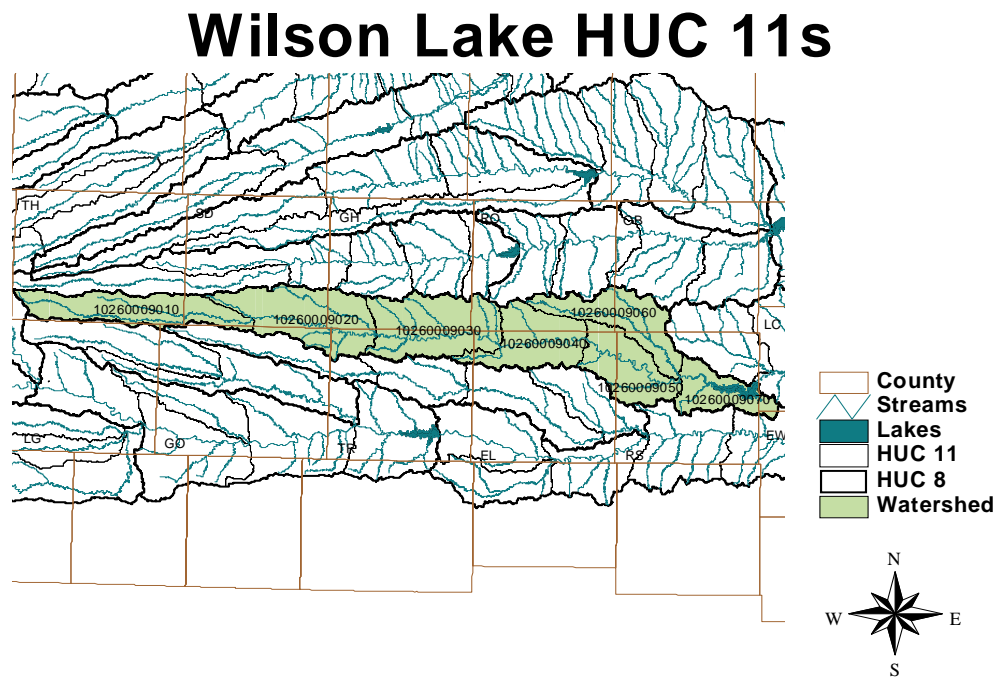 Wilson Lake HUC 11s
TH
SD
GH
RO
OB
10260009010
10260009020
10260009030
10260009040
10260009060
LC
10260009050
10260009070
LG
GO
TR
EL
RS
EW
County
Streams
Lakes
HUC 11
HUC 8
Watershed
N
W
E
S